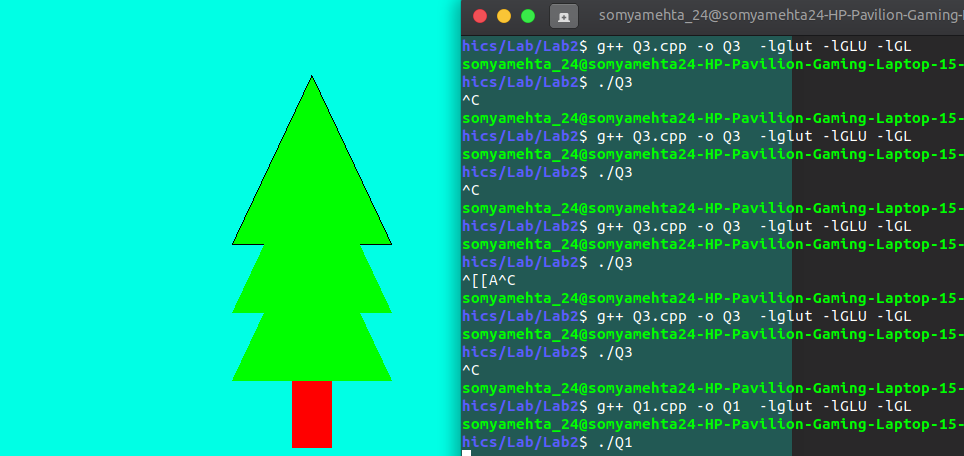 somyamehta_24@somyamehta24-HP-Pavilion-Gaming-
hics/Lab/Lab2$ g++ Q3.cpp -o Q3  -lglut -lGLU -lGL
somyamehta_24@somyamehta24-HP-Pavilion-Gaming-Laptop-15-
hics/Lab/Lab2$ ./Q3
^C
somyamehta_24@somyamehta24-HP-Pavilion-Gaming-Laptop-15-
hics/Lab/Lab2$ g++ Q3.cpp -o Q3  -lglut -lGLU -lGL
somyamehta_24@somyamehta24-HP-Pavilion-Gaming-Laptop-15-
hics/Lab/Lab2$ ./Q3
^C
somyamehta_24@somyamehta24-HP-Pavilion-Gaming-Laptop-15-
hics/Lab/Lab2$ g++ Q3.cpp -o Q3  -lglut -lGLU -lGL
somyamehta_24@somyamehta24-HP-Pavilion-Gaming-Laptop-15-
hics/Lab/Lab2$ ./Q3
^[[A^C
somyamehta_24@somyamehta24-HP-Pavilion-Gaming-Laptop-15-
hics/Lab/Lab2$ g++ Q3.cpp -o Q3  -lglut -lGLU -lGL
somyamehta_24@somyamehta24-HP-Pavilion-Gaming-Laptop-15-
hics/Lab/Lab2$ ./Q3
^C
somyamehta_24@somyamehta24-HP-Pavilion-Gaming-Laptop-15-
hics/Lab/Lab2$ g++ Q1.cpp -o Q1  -lglut -lGLU -lGL
somyamehta_24@somyamehta24-HP-Pavilion-Gaming-Laptop-15-
hics/Lab/Lab2$ ./Q1